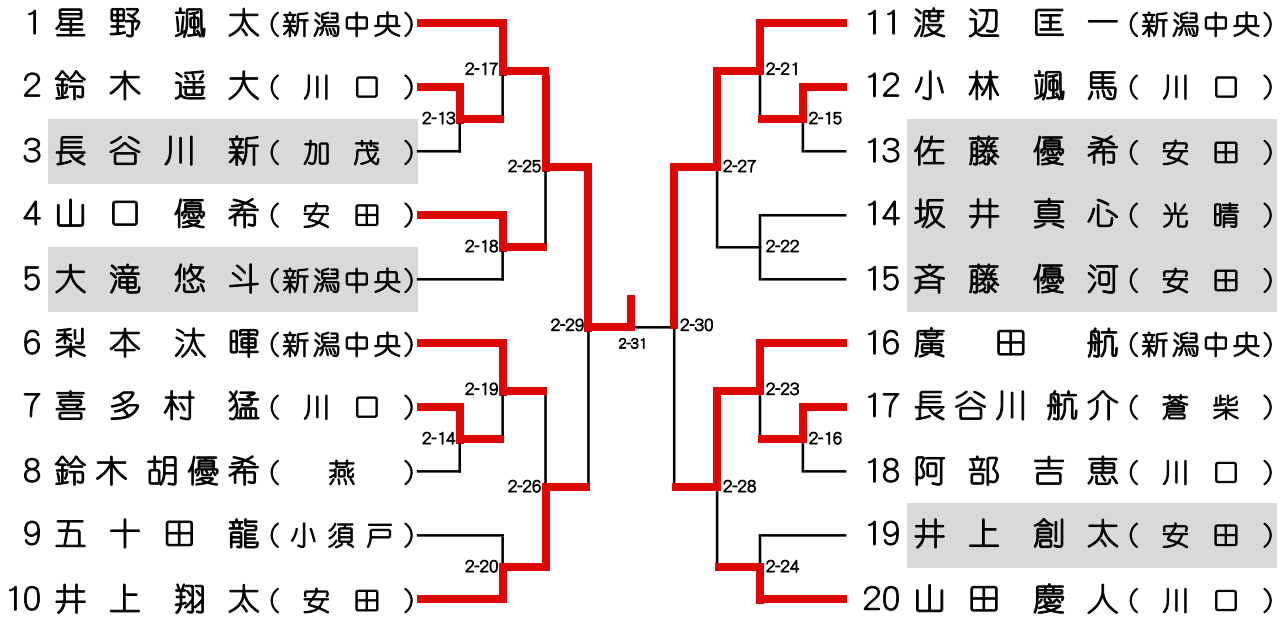 1 星野 颯太(新潟中央)
2 鈴木 遥大(川口)
3 長谷川 新(加茂)
4 山口 優希(安田)
5 大滝 悠斗(新潟中央)
6 梨本 汰暉(新潟中央)
7 喜多村 猛(川口)
8 鈴木 胡優希(燕)
9 五十田 龍(小須戸)
10 井上 翔太(安田)
2-17
2-13
2-25
2-18
2-29
2-19
2-14
2-26
2-20
2-31
2-21
2-15
2-27
2-22
2-30
2-23
2-16
2-28
2-24
11 渡辺 匡一(新潟中央)
12 小林 颯馬(川口)
13 佐藤 優希(安田)
14 坂井 真心(光晴)
15 斉藤 優河(安田)
16 廣田 航(新潟中央)
17 長谷川 航介(蒼柴)
18 阿部 吉恵(川口)
19 井上 創太(安田)
20 山田 慶人(川口)